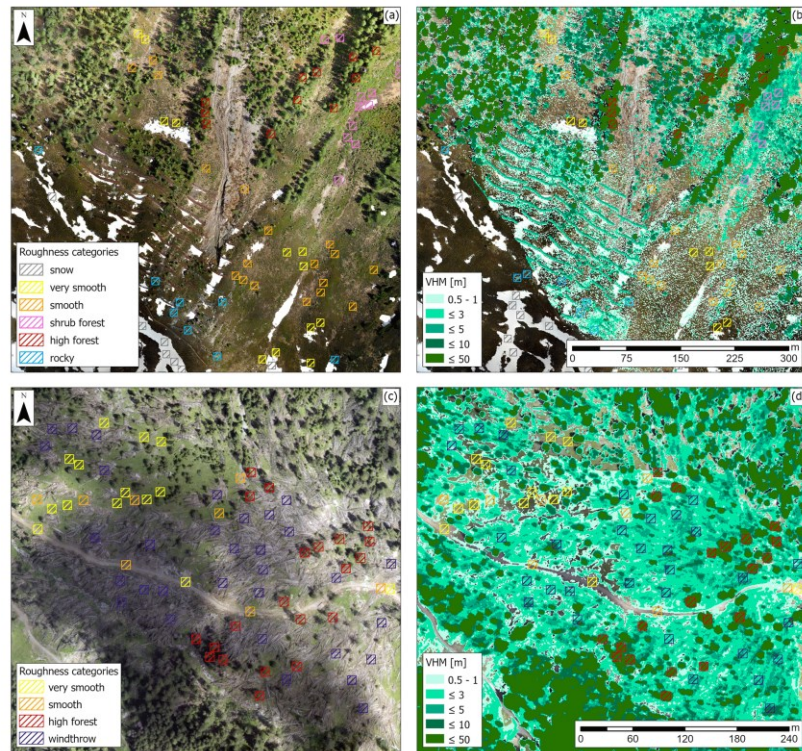 N
(a)
Roughness categories
snow
very smooth
smooth
shrub forest
high forest
rocky
(b)
VHM [m]
0.5 - 1
≤ 3
≤ 5
≤ 10
≤ 50
m
0 75 150 225 300
N
(c)
Roughness categories
very smooth
smooth
high forest
windthrow
(d)
VHM [m]
0.5 - 1
≤ 3
≤ 5
≤ 10
≤ 50
m
0 60 120 180 240